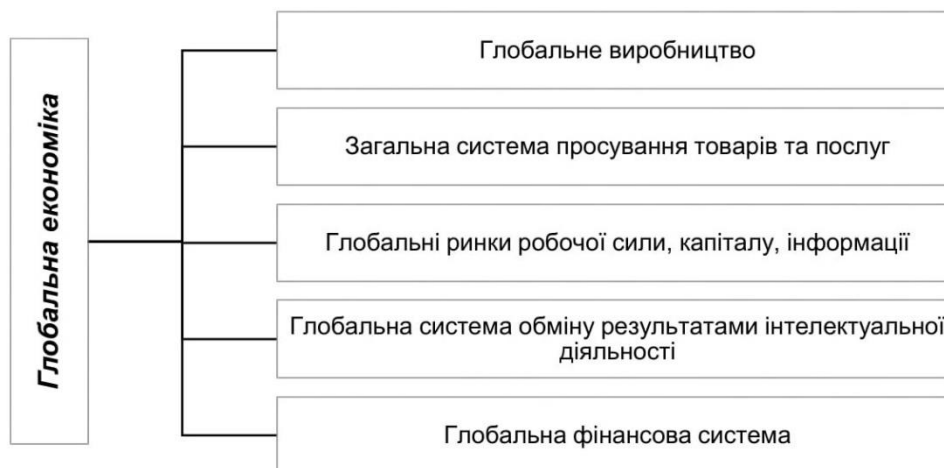 Глобальна економіка
Глобальне виробництво
Загальна система просування товарів та послуг
Глобальні ринки робочої сили, капіталу, інформації
Глобальна система обміну результатами інтелектуальної
діяльності
Глобальна фінансова система